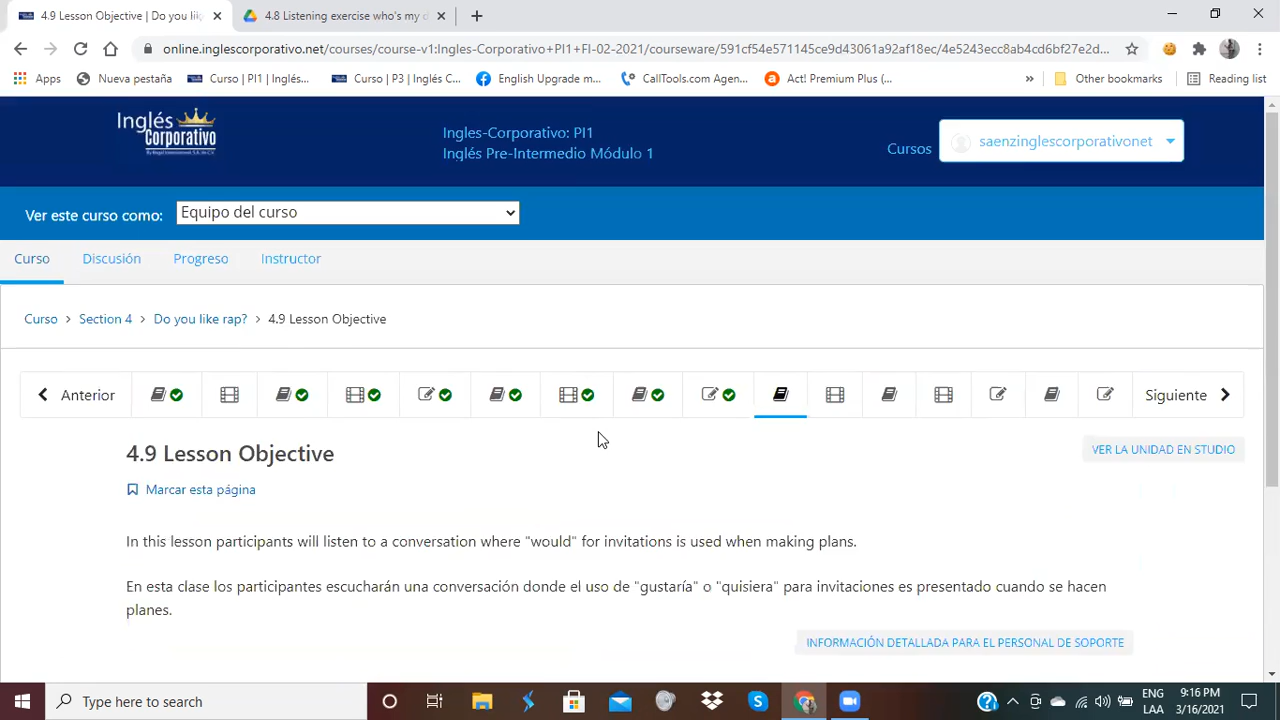 4.9 Lesson Objective | Do you lik
4.8 Listening exercise who's my d
online.inglescorporativo.net/courses/course-v1:Ingles-Corporativo+PI1+FI-02-2021/courseware/591cf54e571145ce9d43061a92af18ec/4e5243ecc8ab4cd6bf27e2d...
Apps
Nueva pestaña
Curso | PI1 | Inglés...
Curso | P3 | Inglés C...
English Upgrade m...
CallTools.com Agen...
Act! Premium Plus (...
»
Other bookmarks
Reading list
Inglés Corporativo
Ingles-Corporativo: PI1
Inglés Pre-Intermedio Módulo 1
Cursos
saenzinglescorporativonet
Ver este curso como:
Equipo del curso
Curso
Discusión
Progreso
Instructor
Curso > Section 4 > Do you like rap? > 4.9 Lesson Objective
Anterior
Siguiente
4.9 Lesson Objective
VER LA UNIDAD EN STUDIO
Marcar esta página
In this lesson participants will listen to a conversation where "would" for invitations is used when making plans.
En esta clase los participantes escucharán una conversación donde el uso de "gustaría" o "quisiera" para invitaciones es presentado cuando se hacen
planes.
INFORMACIÓN DETALLADA PARA EL PERSONAL DE SOPORTE
Type here to search
ENG
LAA
9:16 PM
3/16/2021